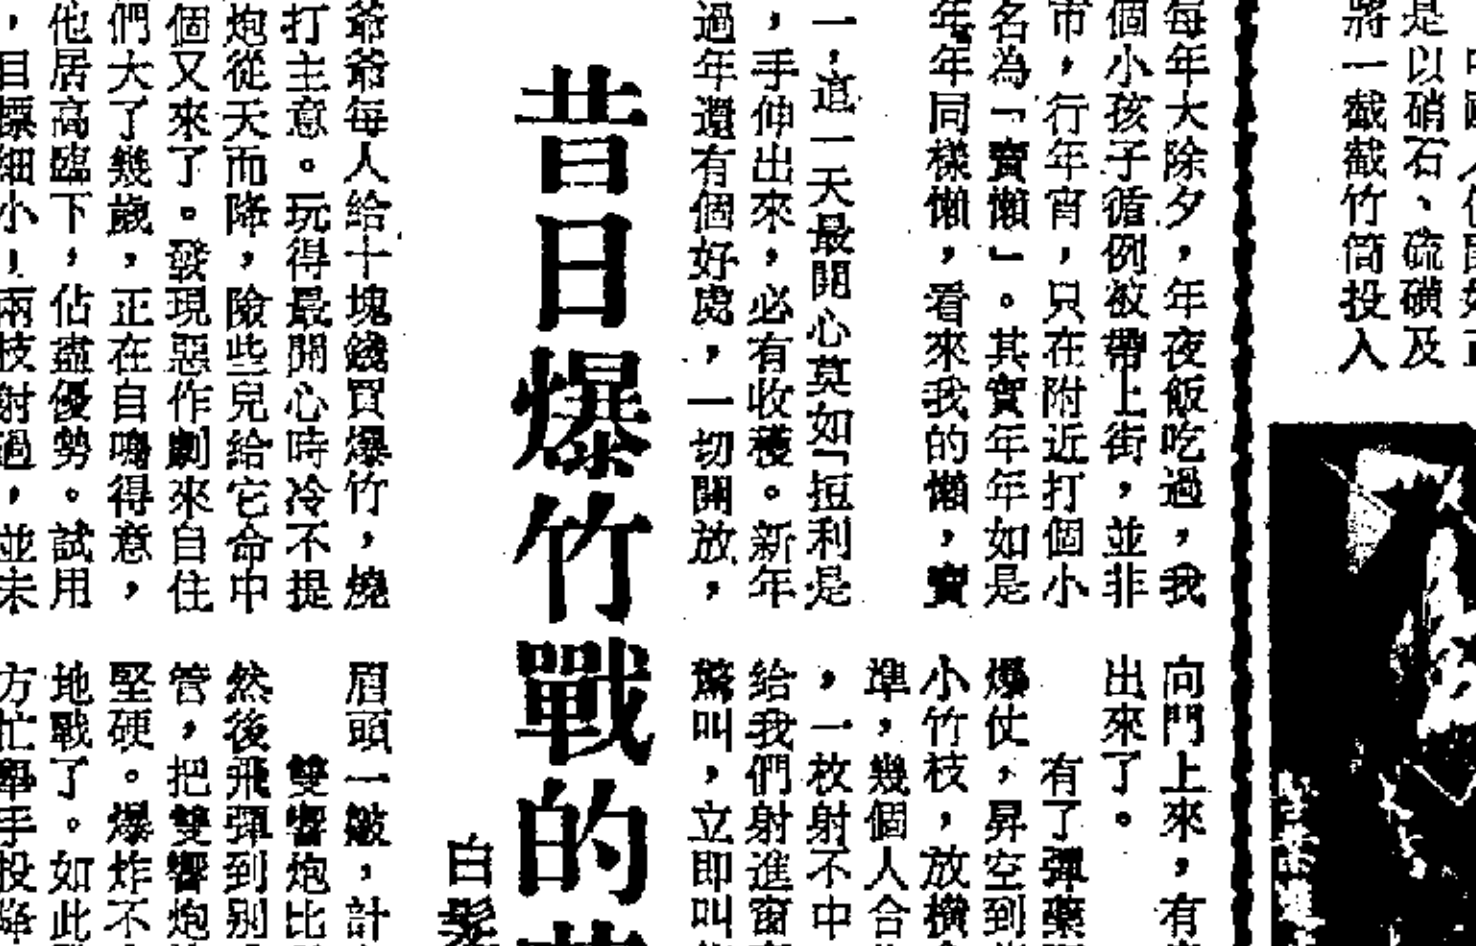 是以硝石、硫磺及
將一截截竹筒投入
每年大除夕，年夜飯吃過，我
個小孩子循例被帶上街，並非
市，行年宵，只在附近打個小
名為「賣懶」。其實年年如是
年年同樣懶，看來我的懶，賣
一，這一天最開心莫如「逗利是
，手伸出來，必有收穫。新年
過年還有個好處，一切開放，
向門上來，有
出來了。
有了彈藥
爆仗，昇空到
小竹枝，放橫
準，幾個人合
，一枚射不中
給我們射進窗
驚叫，立即叫
昔日爆竹戰的
白髮
爺爺每人給十塊錢買爆竹，燒
打主意。玩得最開心時冷不提
炮從天而降，險些兒給它命中
個又來了。發現惡作劇來自住
們大了幾歲，正在自鳴得意，
他居高臨下，佔盡優勢。試用
，目標細小，兩枝射過，並未
眉頭一皺，計
雙響炮比
然後飛彈到別
管，把雙響炮
堅硬。爆炸不
地戰了。如此
方忙舉手投降